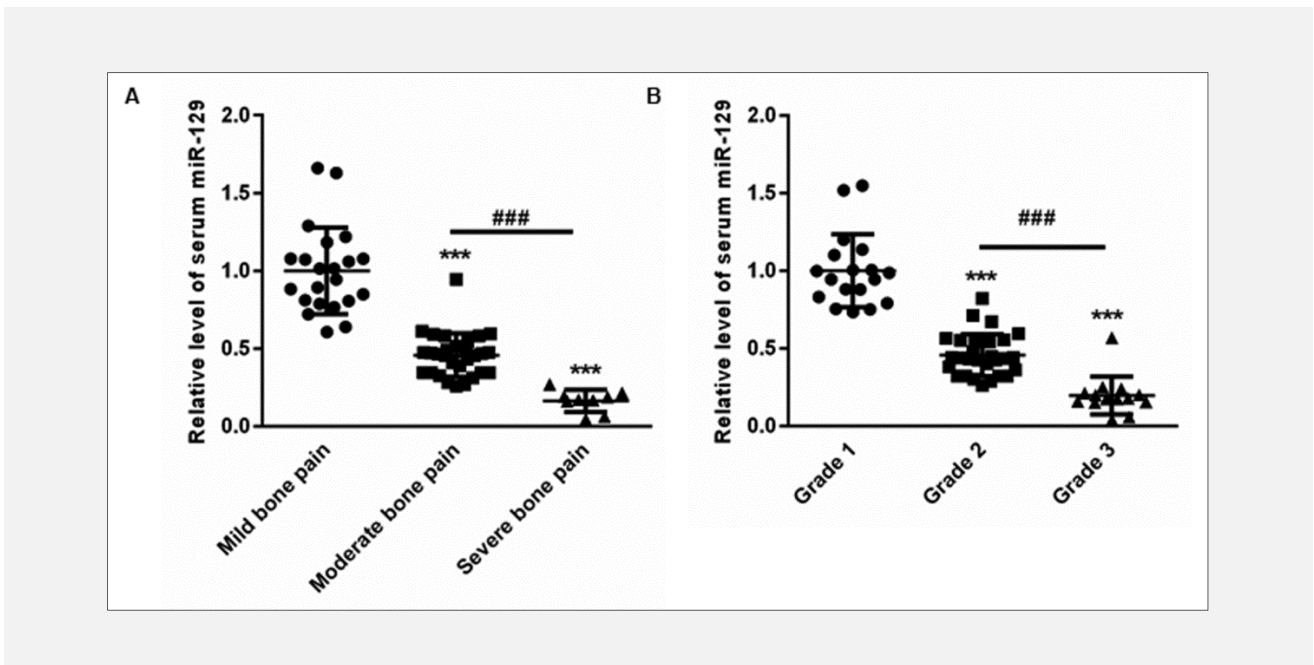 A
Relative level of serum miR-129
2.0
1.5
1.0
0.5
0.0
###
***
***
Mild bone pain
Moderate bone pain
Severe bone pain
B
Relative level of serum miR-129
2.0
1.5
1.0
0.5
0.0
###
***
***
Grade 1
Grade 2
Grade 3